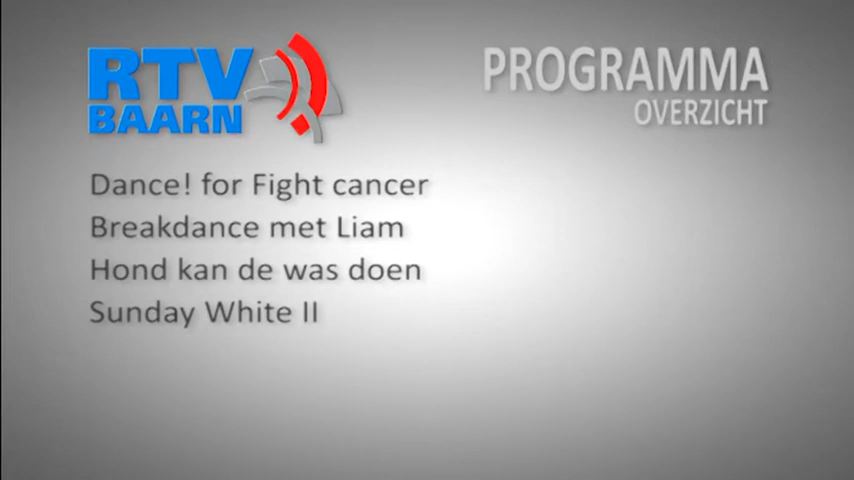 RTV
BAARN
PROGRAMMA
OVERZICHT
Dance! for Fight cancer
Breakdance met Liam
Hond kan de was doen
Sunday White II